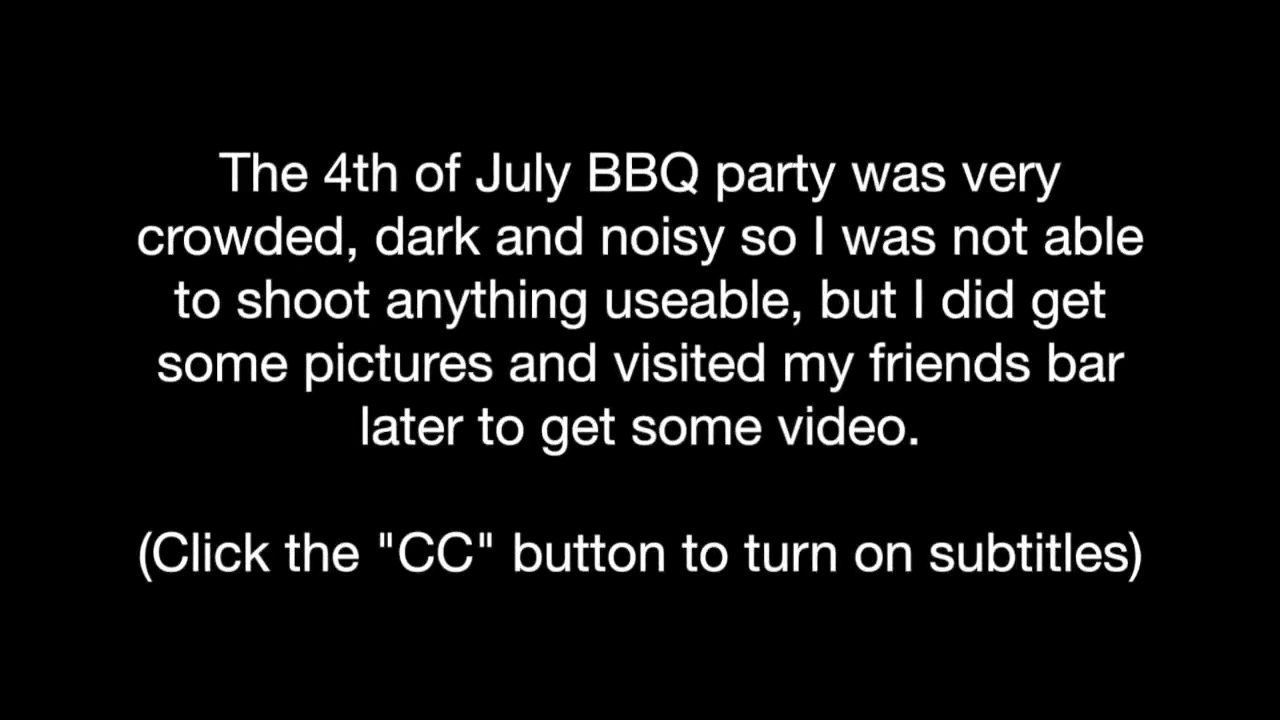 The 4th of July BBQ party was very
crowded, dark and noisy so I was not able
to shoot anything useable, but I did get
some pictures and visited my friends bar
later to get some video.
(Click the "CC" button to turn on subtitles)